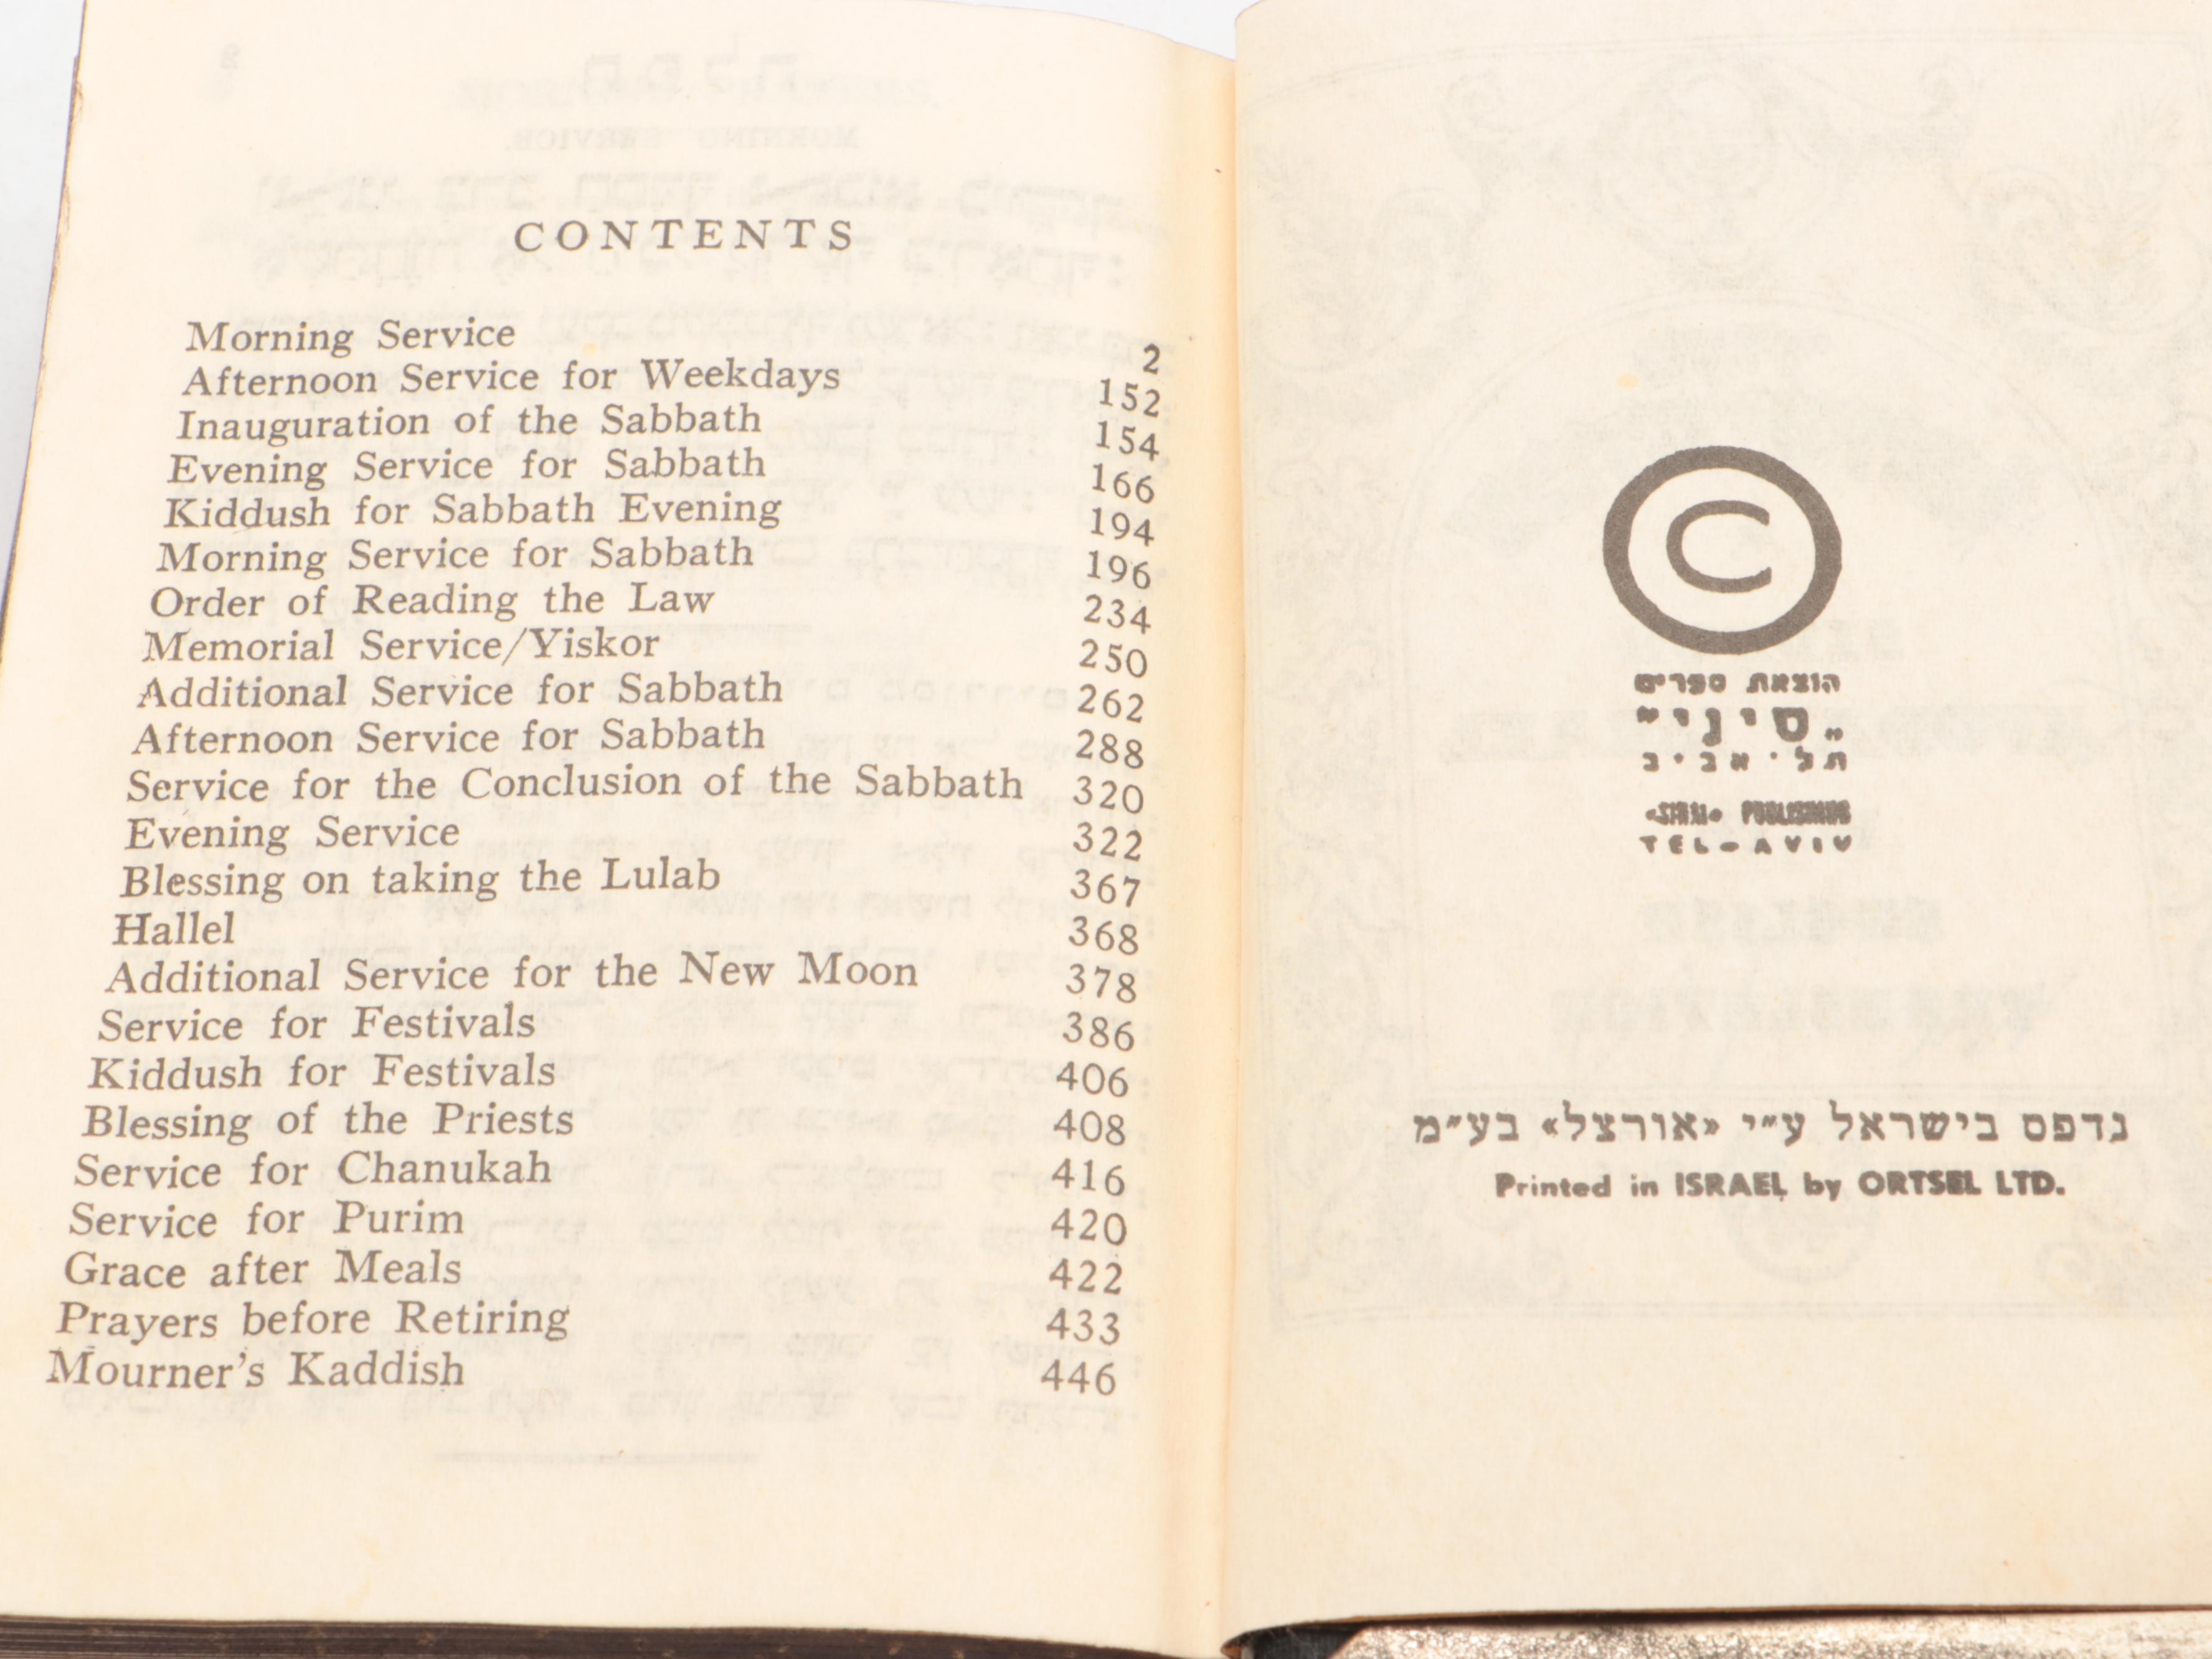 CONTENTS
Morning Service 2
Afternoon Service for Weekdays 152
Inauguration of the Sabbath 154
Evening Service for Sabbath 166
Kiddush for Sabbath Evening 194
Morning Service for Sabbath 196
Order of Reading the Law 234
Memorial Service/Yiskor 250
Additional Service for Sabbath 262
Afternoon Service for Sabbath 288
Service for the Conclusion of the Sabbath 320
Evening Service 322
Blessing on taking the Lulab 367
Hallel 368
Additional Service for the New Moon 378
Service for Festivals 386
Kiddush for Festivals 406
Blessing of the Priests 408
Service for Chanukah 416
Service for Purim 420
Grace after Meals 422
Prayers before Retiring 433
Mourner's Kaddish 446
©
הוצאת ספרים
„סיני"
תל·אביב
«SINAI» PUBLISHING
TEL-AVIV
נדפס בישראל ע״י «אורצל» בע״מ
Printed in ISRAEL by ORTSEL LTD.